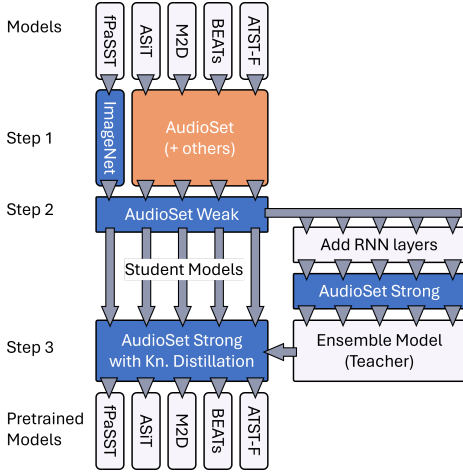 Models
fPaSST
ASiT
M2D
BEATs
ATST-F
Step 1
ImageNet
AudioSet
(+ others)
Step 2
AudioSet Weak
Add RNN layers
Student Models
AudioSet Strong
Step 3
AudioSet Strong
with Kn. Distillation
Ensemble Model
(Teacher)
Pretrained
Models
fPaSST
ASiT
M2D
BEATs
ATST-F